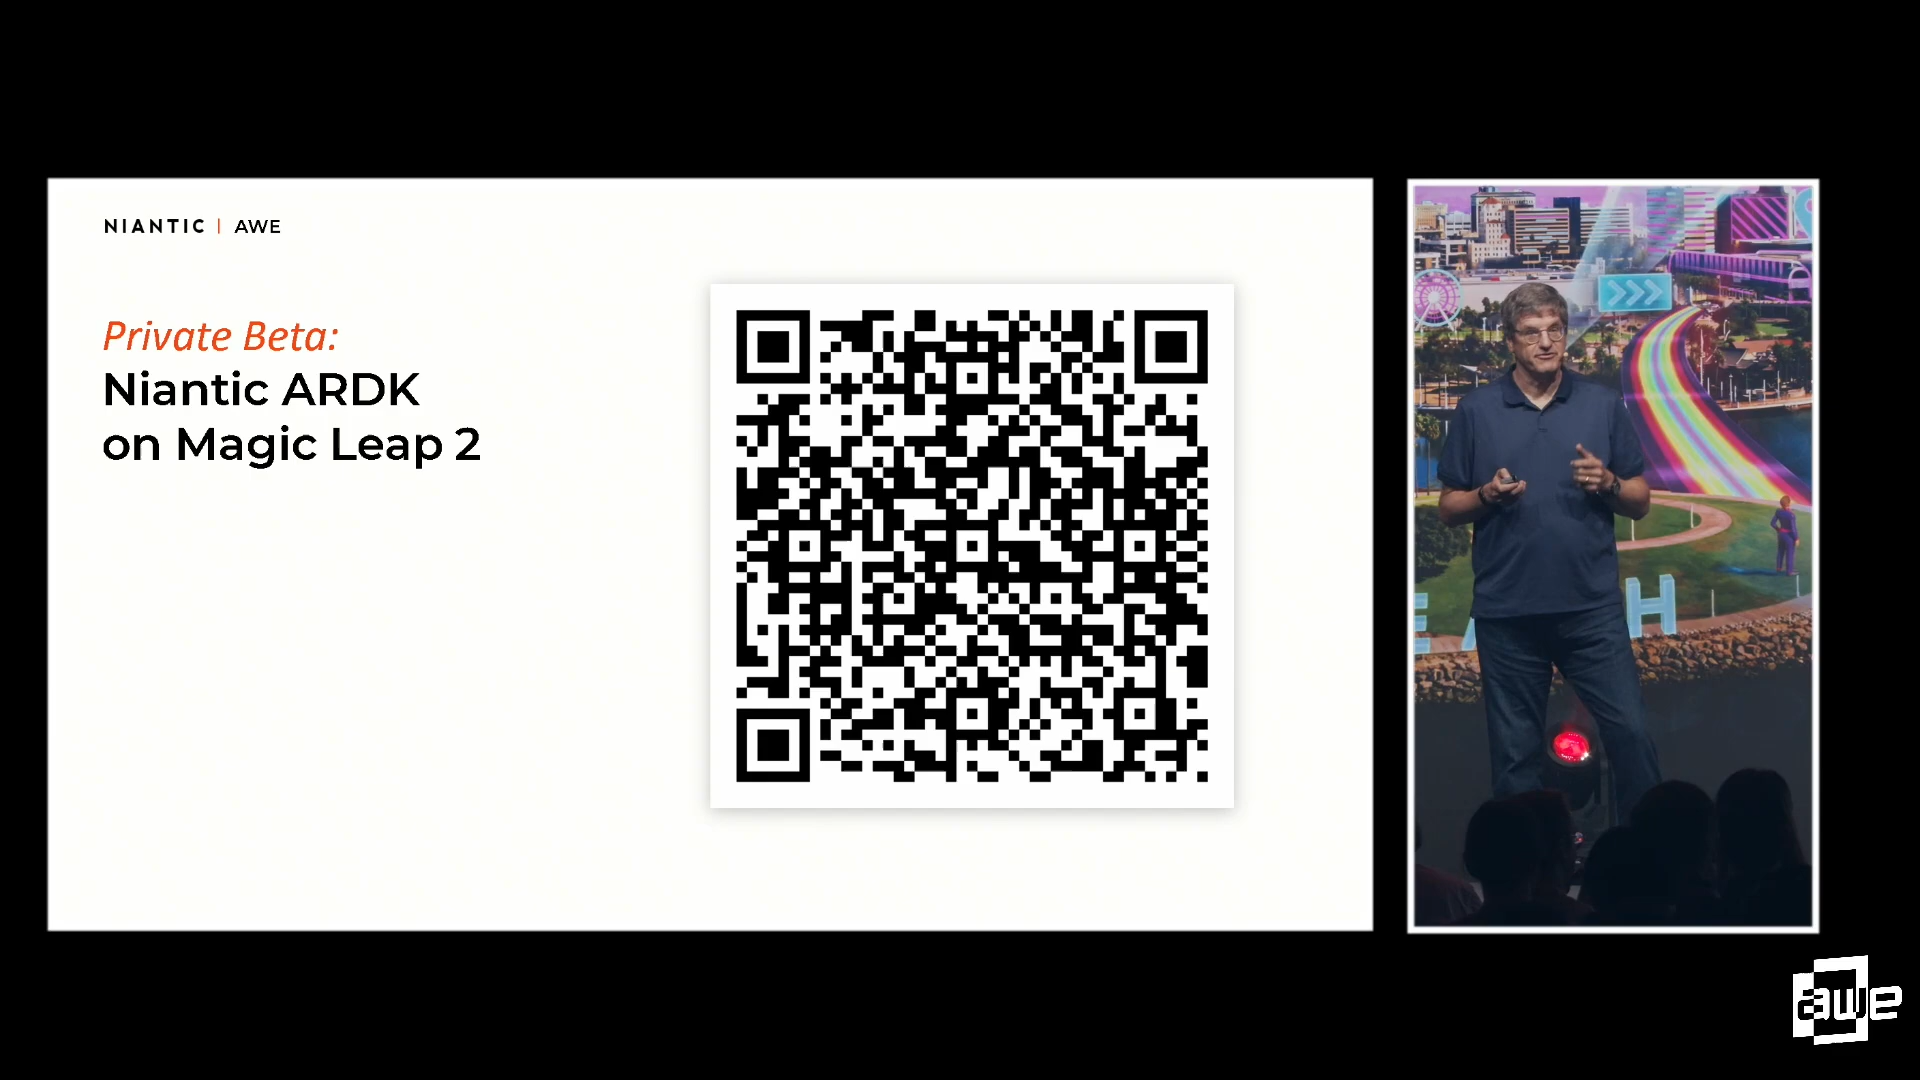 NIANTIC | AWE
Private Beta:
Niantic ARDK
on Magic Leap 2
awe